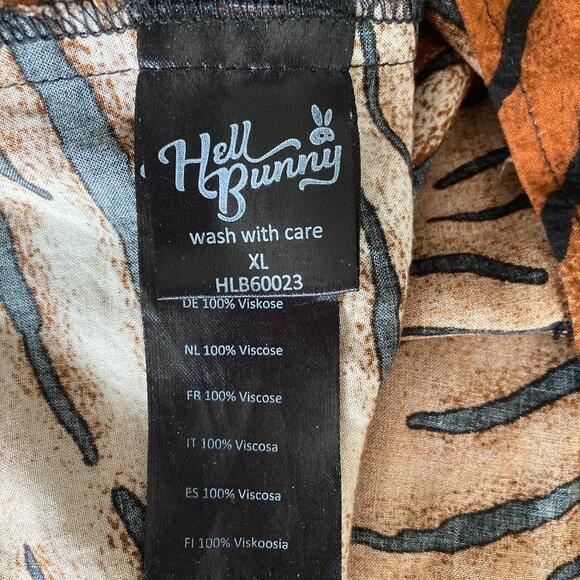 Hell
Bunny
wash with care
XL
HLB60023
DE 100% Viskose
NL 100% Viscose
FR 100% Viscose
IT 100% Viscosa
ES 100% Viscosa
FI 100% Viskoosia